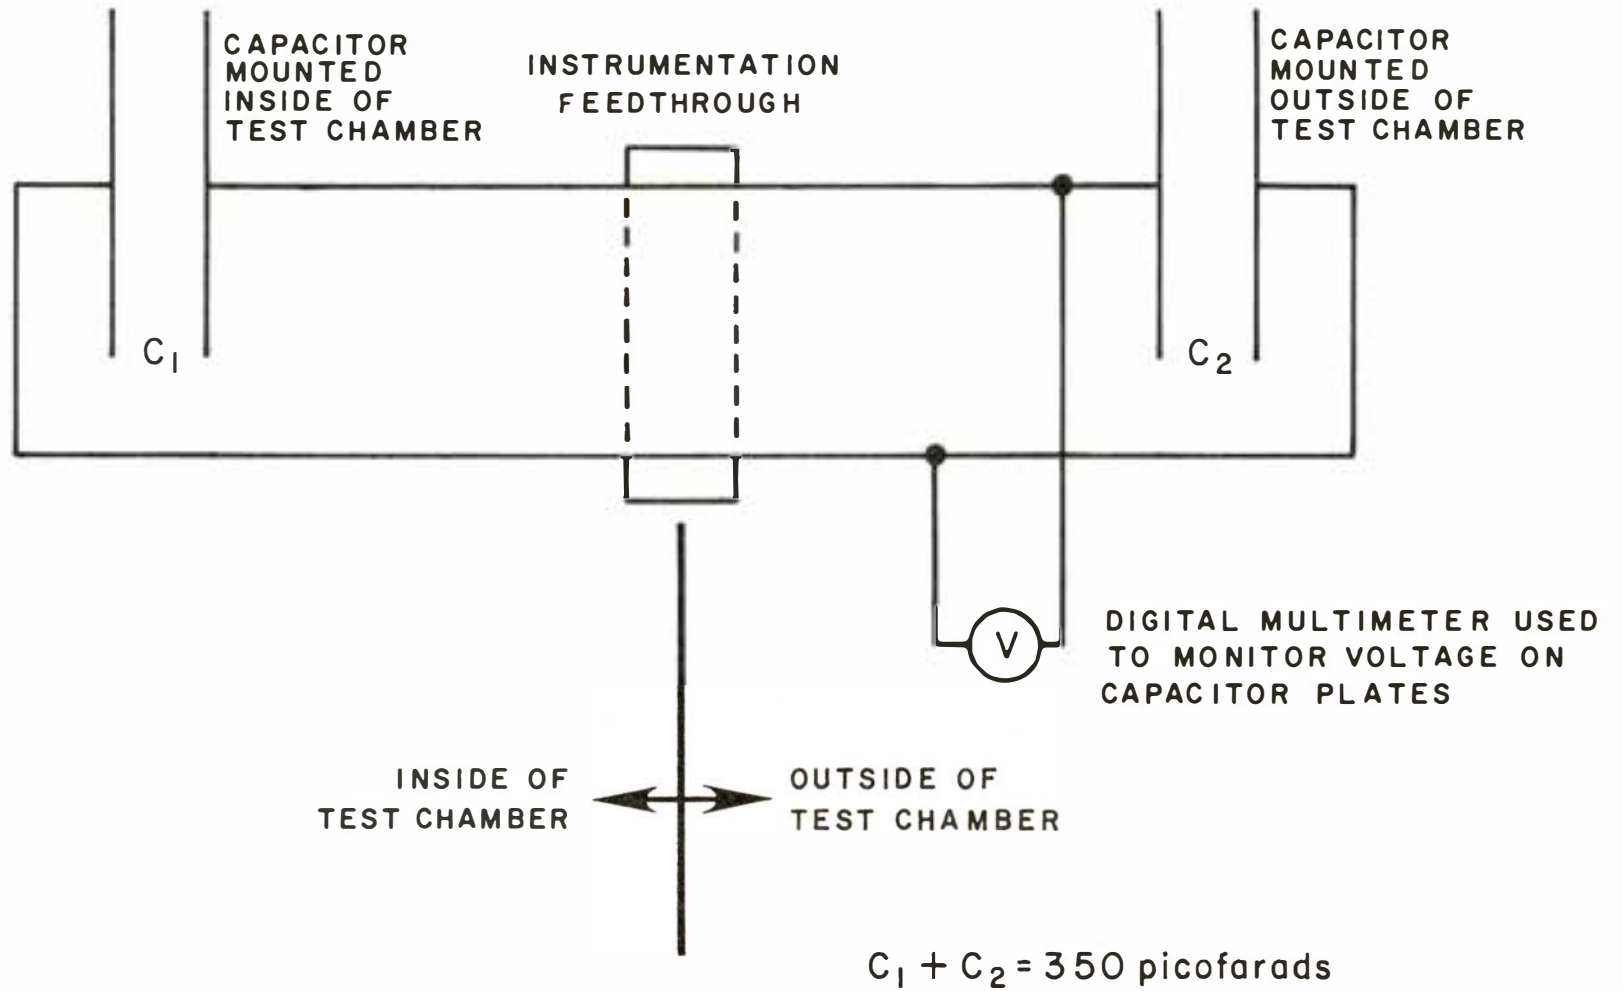 CAPACITOR
MOUNTED
INSIDE OF
TEST CHAMBER
INSTRUMENTATION
FEEDTHROUGH
CAPACITOR
MOUNTED
OUTSIDE OF
TEST CHAMBER
C₁
C₂
V
DIGITAL MULTIMETER USED
TO MONITOR VOLTAGE ON
CAPACITOR PLATES
INSIDE OF
TEST CHAMBER
OUTSIDE OF
TEST CHAMBER
C₁ + C₂ = 350 picofarads